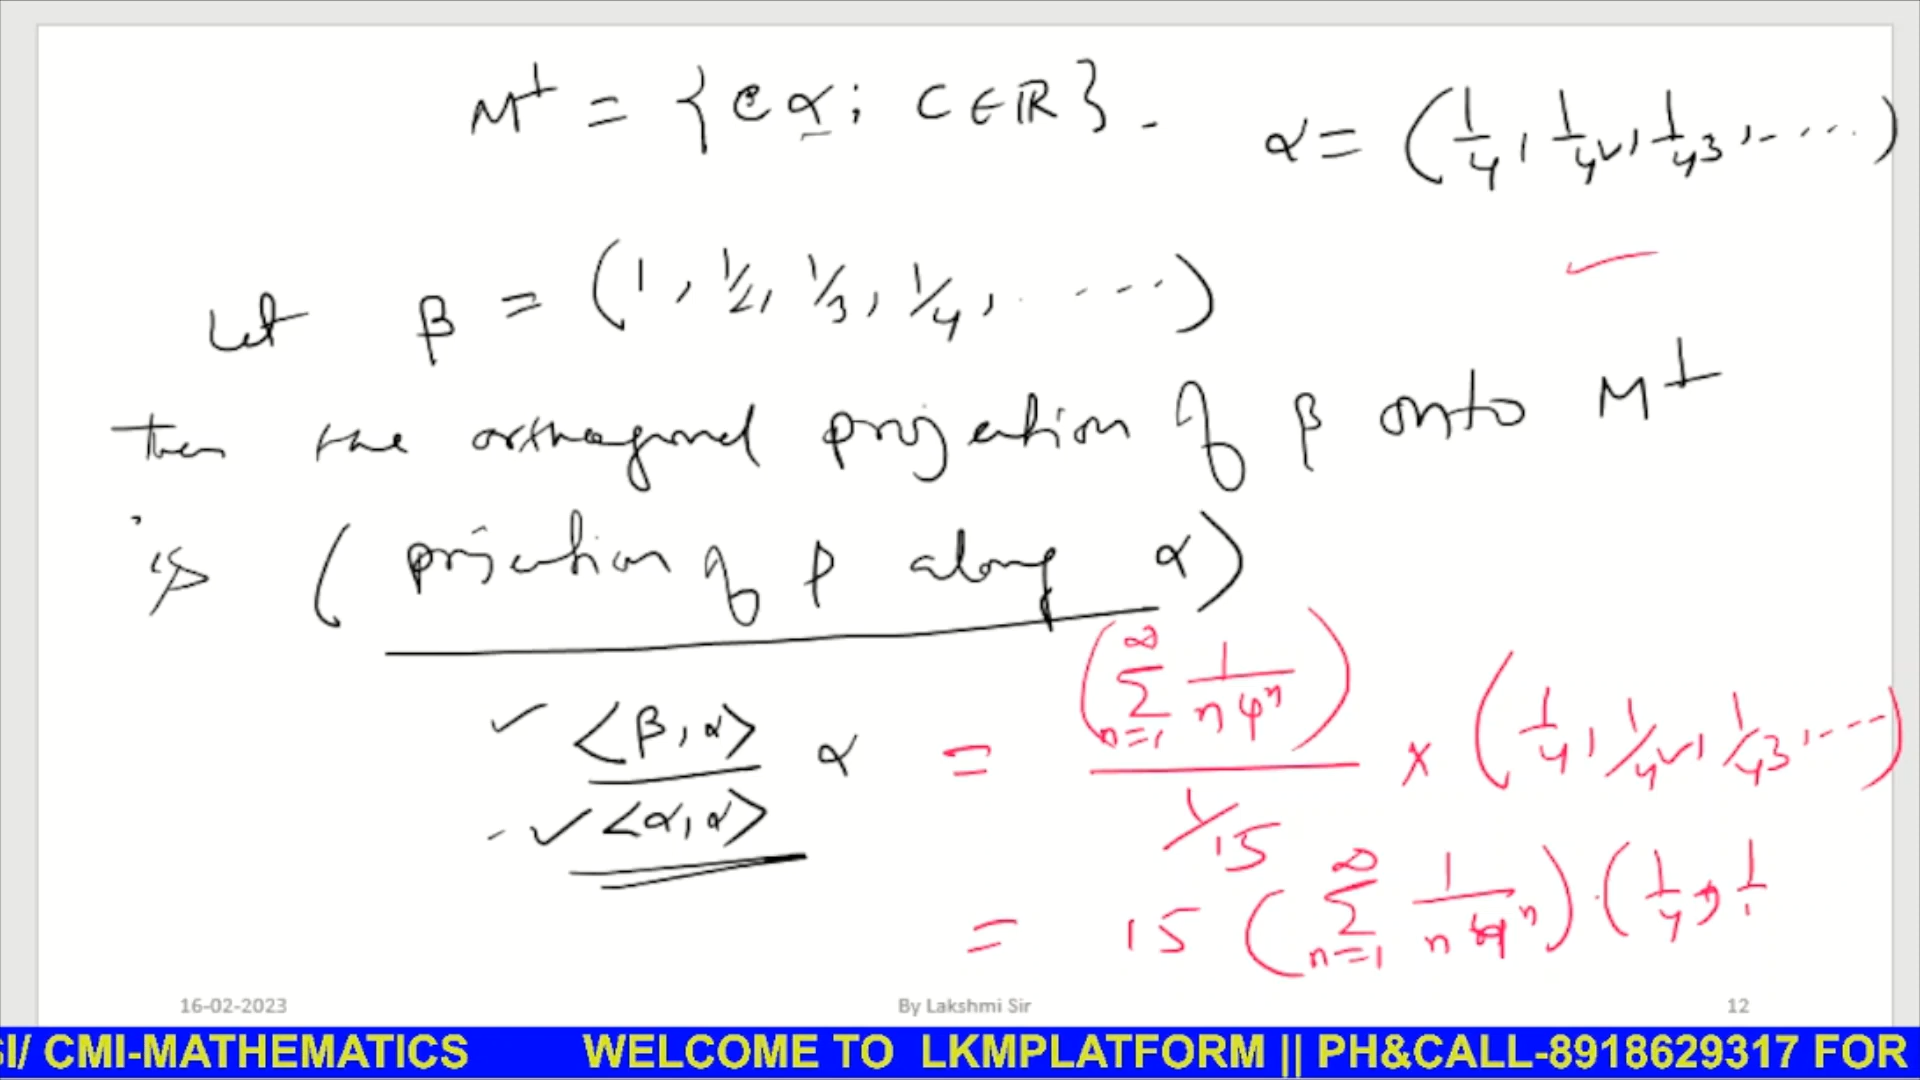 M⊥ = {cα; C∈ℝ}. α = (1/4, 1/4², 1/4³, .....)
Let β = (1, 1/2, 1/3, 1/4, .....)
then the orthogonal projection of β onto M⊥
is (projection of β along α)
<β,α>/<α,α> α = (∑_{n=1}^{∞} 1/(n4ⁿ)) / (1/15) × (1/4, 1/4², 1/4³, ....)
= 15 (∑_{n=1}^{∞} 1/(n4ⁿ)) · (1/4, 1
16-02-2023 By Lakshmi Sir 12
I/ CMI-MATHEMATICS WELCOME TO LKMPLATFORM || PH&CALL-8918629317 FOR